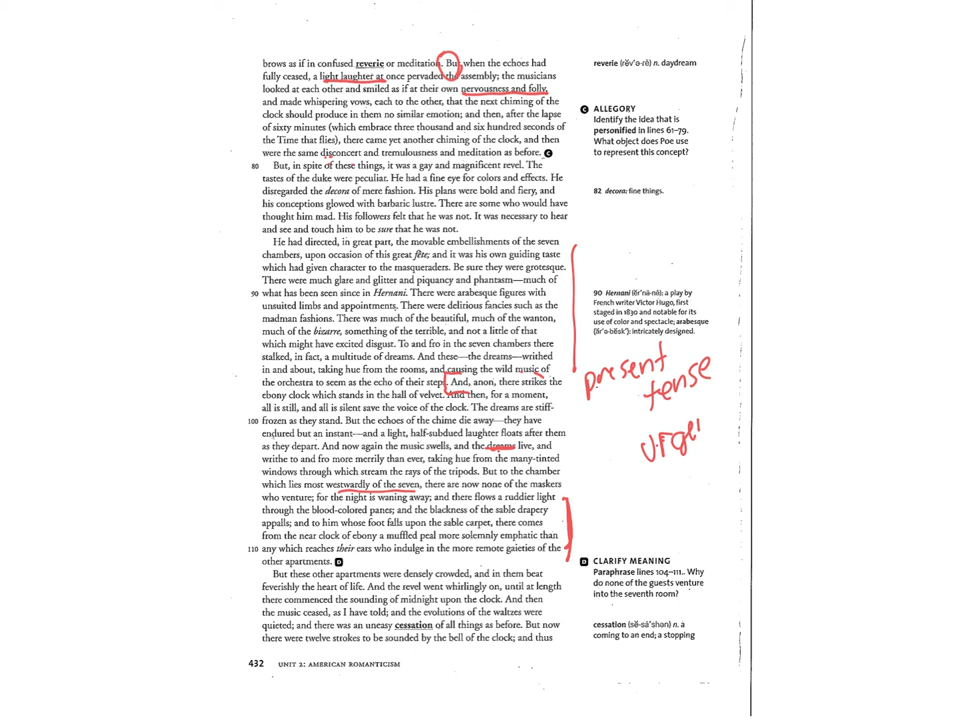 brows as if in confused reverie or meditation. But when the echoes had
fully ceased, a light laughter at once pervaded the assembly; the musicians
looked at each other and smiled as if at their own nervousness and folly,
and made whispering vows, each to the other, that the next chiming of the
clock should produce in them no similar emotion; and then, after the lapse
of sixty minutes (which embrace three thousand and six hundred seconds of
the Time that flies), there came yet another chiming of the clock, and then
were the same disconcert and tremulousness and meditation as before. C
80 But, in spite of these things, it was a gay and magnificent revel. The
tastes of the duke were peculiar. He had a fine eye for colors and effects. He
disregarded the decora of mere fashion. His plans were bold and fiery, and
his conceptions glowed with barbaric lustre. There are some who would have
thought him mad. His followers felt that he was not. It was necessary to hear
and see and touch him to be sure that he was not.
He had directed, in great part, the movable embellishments of the seven
chambers, upon occasion of this great fête; and it was his own guiding taste
which had given character to the masqueraders. Be sure they were grotesque.
There were much glare and glitter and piquancy and phantasm—much of
90 what has been seen since in Hernani. There were arabesque figures with
unsuited limbs and appointments. There were delirious fancies such as the
madman fashions. There was much of the beautiful, much of the wanton,
much of the bizarre, something of the terrible, and not a little of that
which might have excited disgust. To and fro in the seven chambers there
stalked, in fact, a multitude of dreams. And these—the dreams—writhed
in and about, taking hue from the rooms, and causing the wild music of
the orchestra to seem as the echo of their steps. And, anon, there strikes the
ebony clock which stands in the hall of velvet. And then, for a moment,
all is still, and all is silent save the voice of the clock. The dreams are stiff-
100 frozen as they stand. But the echoes of the chime die away—they have
endured but an instant—and a light, half-subdued laughter floats after them
as they depart. And now again the music swells, and the dreams live, and
writhe to and fro more merrily than ever, taking hue from the many-tinted
windows through which stream the rays of the tripods. But to the chamber
which lies most westwardly of the seven, there are now none of the maskers
who venture; for the night is waning away; and there flows a ruddier light
through the blood-colored panes; and the blackness of the sable drapery
appalls; and to him whose foot falls upon the sable carpet, there comes
from the near clock of ebony a muffled peal more solemnly emphatic than
110 any which reaches their ears who indulge in the more remote gaieties of the
other apartments. D
But these other apartments were densely crowded, and in them beat
feverishly the heart of life. And the revel went whirlingly on, until at length
there commenced the sounding of midnight upon the clock. And then
the music ceased, as I have told; and the evolutions of the waltzes were
quieted; and there was an uneasy cessation of all things as before. But now
there were twelve strokes to be sounded by the bell of the clock; and thus
432 UNIT 2: AMERICAN ROMANTICISM
reverie (rĕv'ə-rē) n. daydream
C ALLEGORY
Identify the idea that is
personified in lines 61–79.
What object does Poe use
to represent this concept?
82 decora: fine things.
90 Hernani (ĕr'nä-nē): a play by
French writer Victor Hugo, first
staged in 1830 and notable for its
use of color and spectacle; arabesque
(ăr'ə-bĕsk'): intricately designed.
present
tense
D CLARIFY MEANING
Paraphrase lines 104–111. Why
do none of the guests venture
into the seventh room?
cessation (sĕ-sā'shən) n. a
coming to an end; a stopping